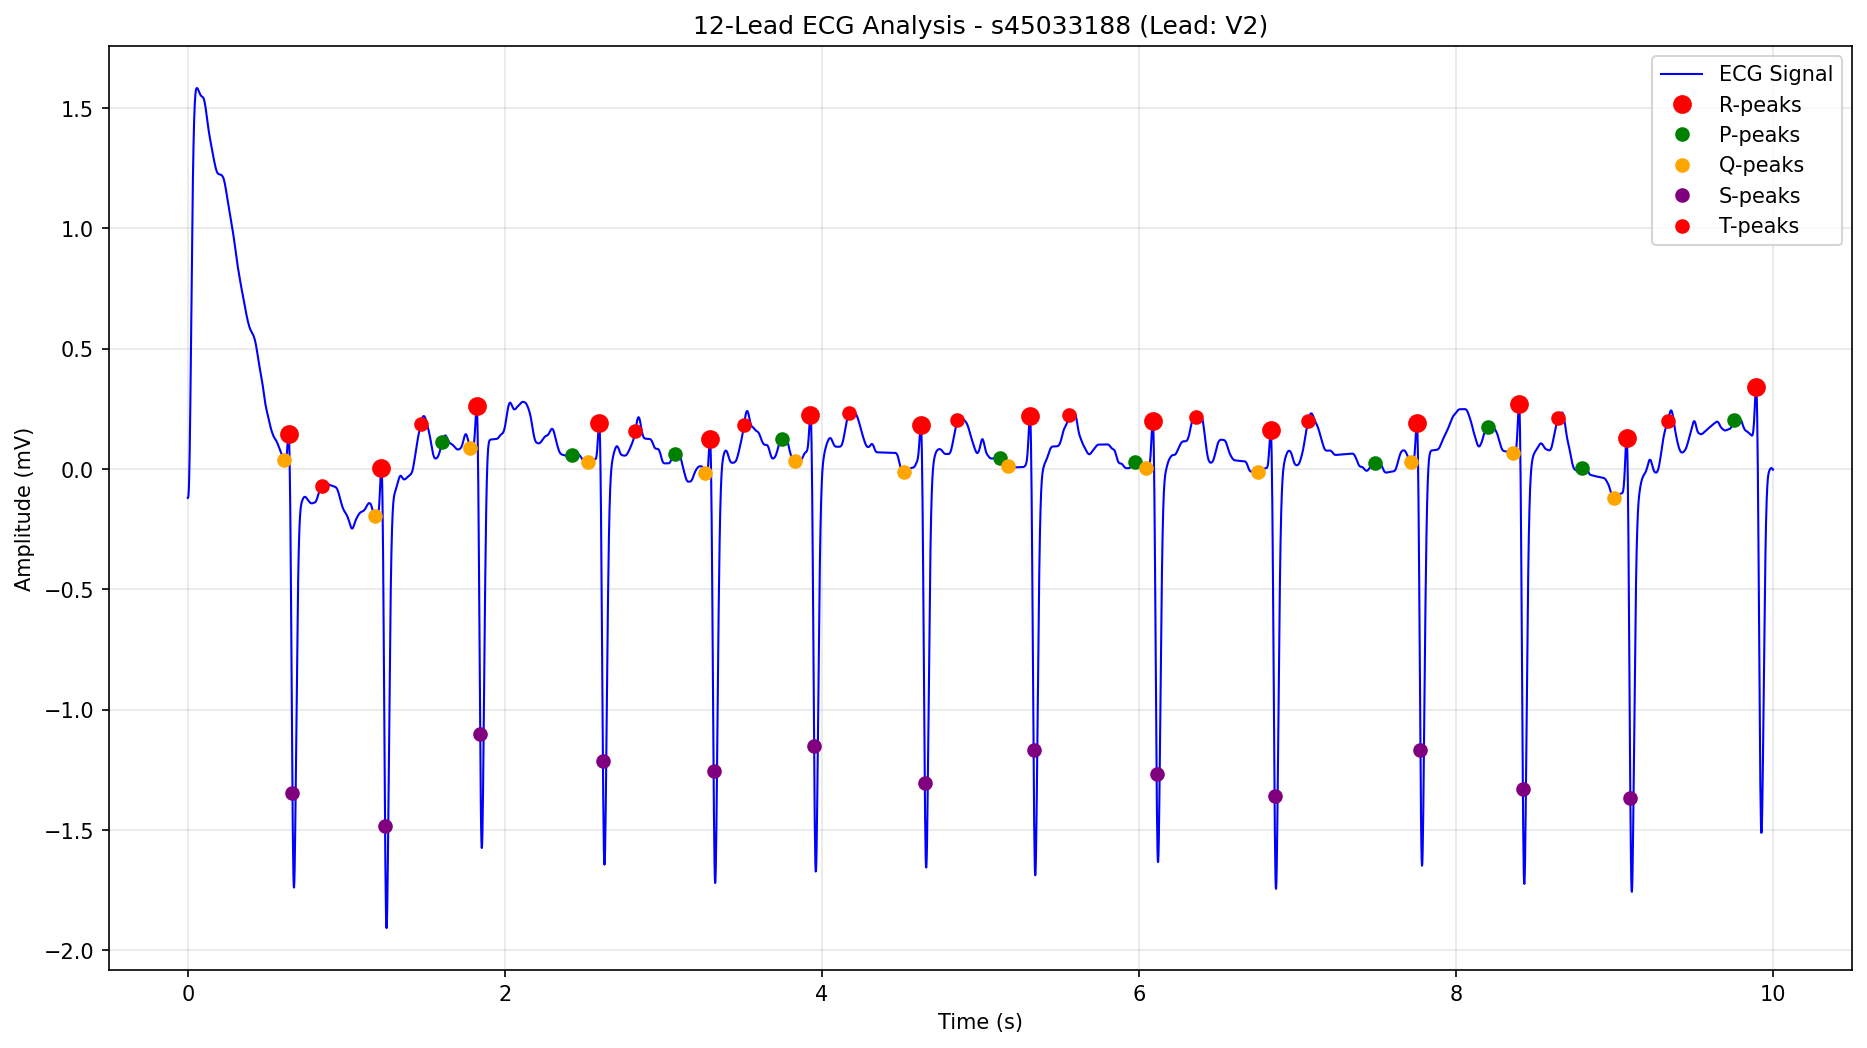 12-Lead ECG Analysis - s45033188 (Lead: V2)
ECG Signal
R-peaks
P-peaks
Q-peaks
S-peaks
T-peaks
Amplitude (mV)
1.5
1.0
0.5
0.0
−0.5
−1.0
−1.5
−2.0
0 2 4 6 8 10
Time (s)